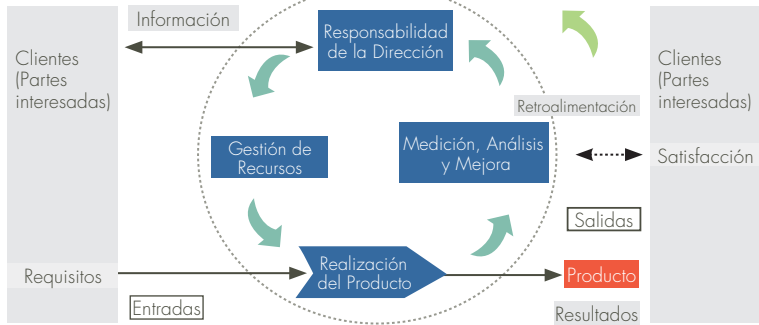 Información
Clientes
(Partes
interesadas)
Responsabilidad
de la Dirección
Clientes
(Partes
interesadas)
Retroalimentación
Gestión de
Recursos
Medición, Análisis
y Mejora
Satisfacción
Salidas
Requisitos
Realización
del Producto
Producto
Entradas
Resultados